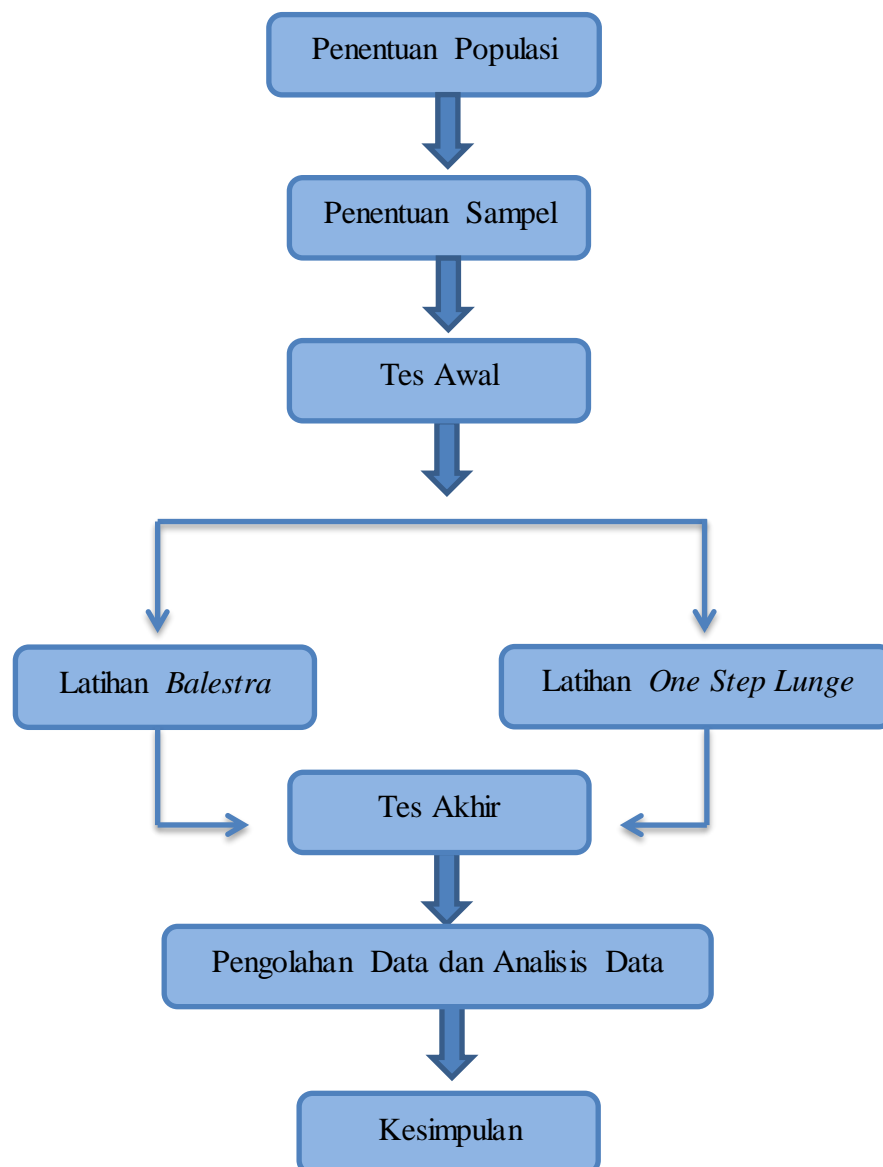 Penentuan Populasi
Penentuan Sampel
Tes Awal
Latihan Balestra
Latihan One Step Lunge
Tes Akhir
Pengolahan Data dan Analisis Data
Kesimpulan